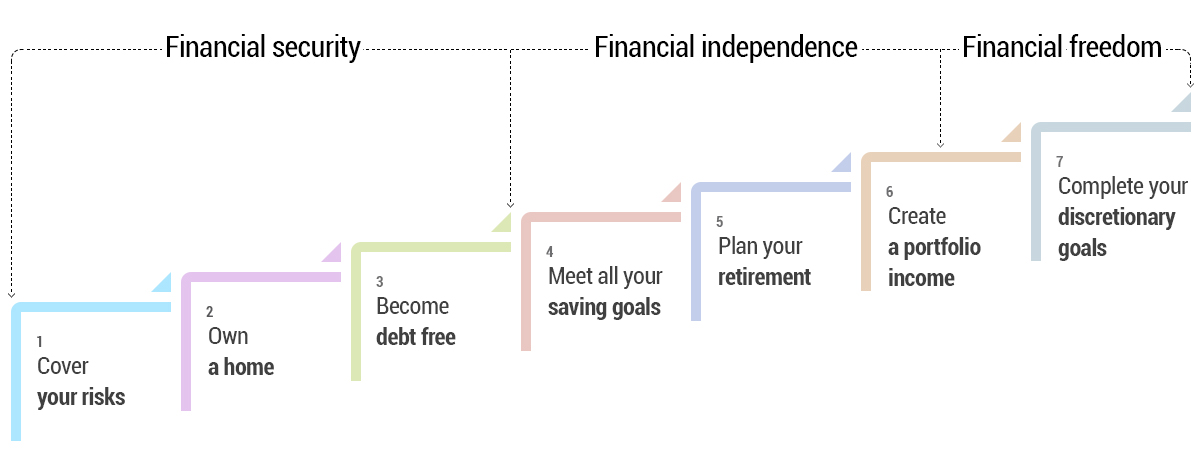 Financial security
Financial independence
Financial freedom
1
Cover
your risks
2
Own
a home
3
Become
debt free
4
Meet all your
saving goals
5
Plan your
retirement
6
Create
a portfolio
income
7
Complete your
discretionary
goals